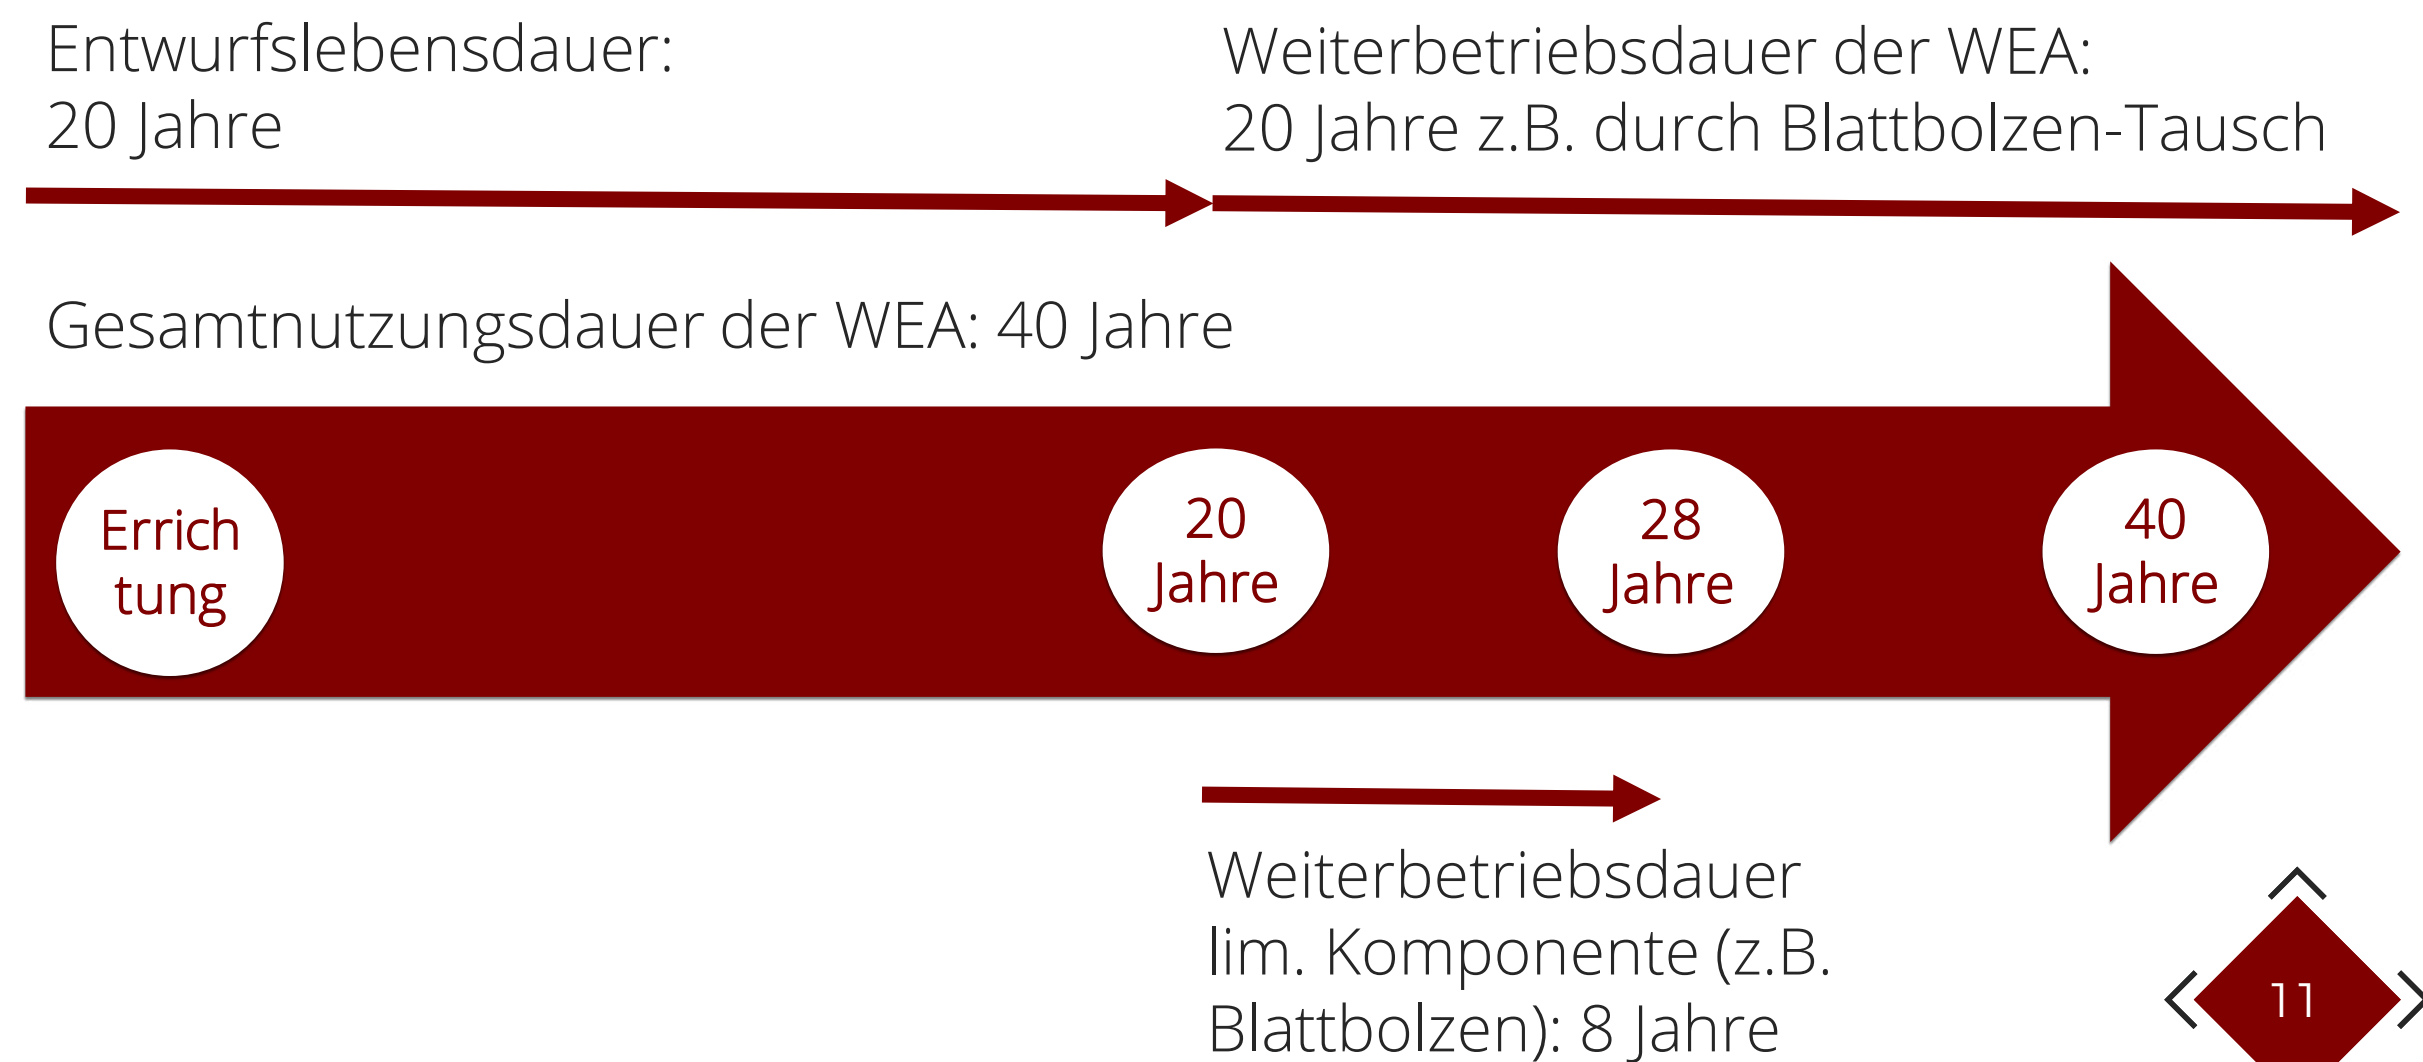 Entwurfslebensdauer:
20 Jahre
Weiterbetriebsdauer der WEA:
20 Jahre z.B. durch Blattbolzen-Tausch
Gesamtnutzungsdauer der WEA: 40 Jahre
Errich
tung
20
Jahre
28
Jahre
40
Jahre
Weiterbetriebsdauer
lim. Komponente (z.B.
Blattbolzen): 8 Jahre
11